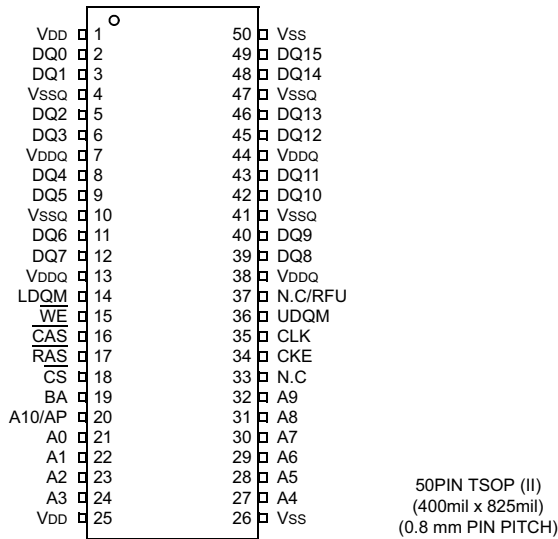 VDD 1 50 VSS
DQ0 2 49 DQ15
DQ1 3 48 DQ14
VSSQ 4 47 VSSQ
DQ2 5 46 DQ13
DQ3 6 45 DQ12
VDDQ 7 44 VDDQ
DQ4 8 43 DQ11
DQ5 9 42 DQ10
VSSQ 10 41 VSSQ
DQ6 11 40 DQ9
DQ7 12 39 DQ8
VDDQ 13 38 VDDQ
LDQM 14 37 N.C/RFU
W̅E̅ 15 36 UDQM
C̅A̅S̅ 16 35 CLK
R̅A̅S̅ 17 34 CKE
C̅S̅ 18 33 N.C
BA 19 32 A9
A10/AP 20 31 A8
A0 21 30 A7
A1 22 29 A6
A2 23 28 A5
A3 24 27 A4
VDD 25 26 VSS
50PIN TSOP (II)
(400mil x 825mil)
(0.8 mm PIN PITCH)